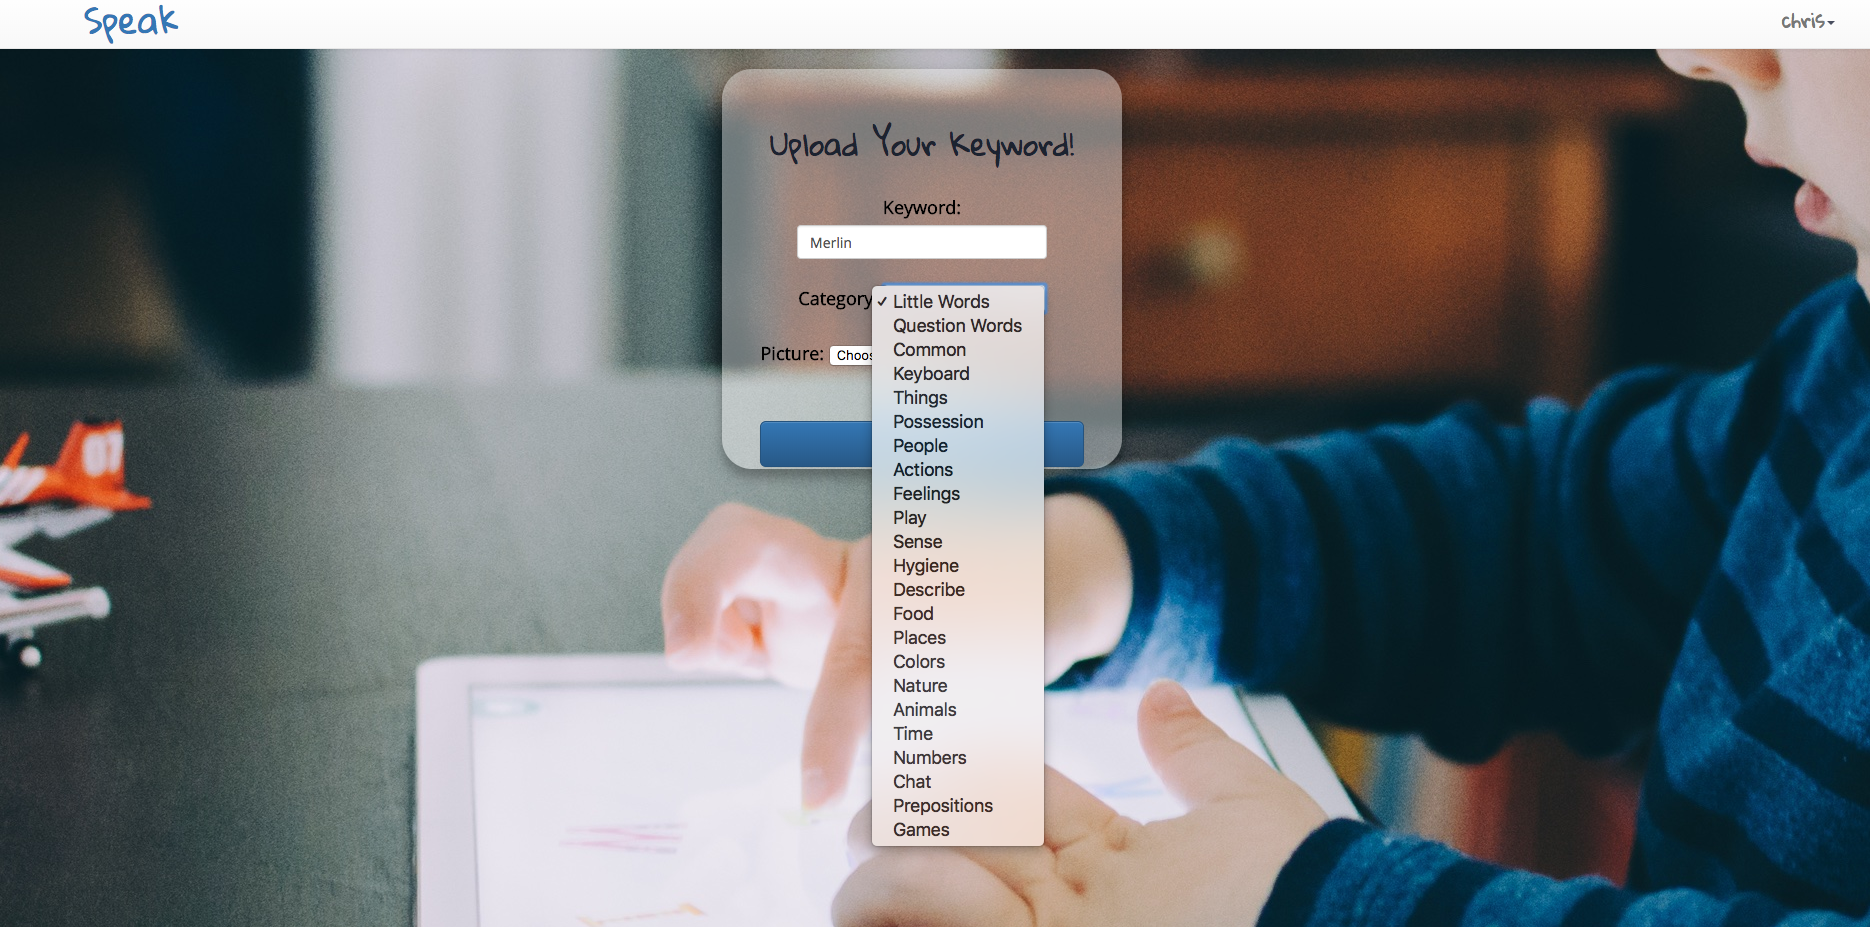 Speak
chris
Upload Your Keyword!
Keyword:
Merlin
Category
✓ Little Words
Question Words
Common
Keyboard
Things
Possession
People
Actions
Feelings
Play
Sense
Hygiene
Describe
Food
Places
Colors
Nature
Animals
Time
Numbers
Chat
Prepositions
Games
Picture: Choos
01